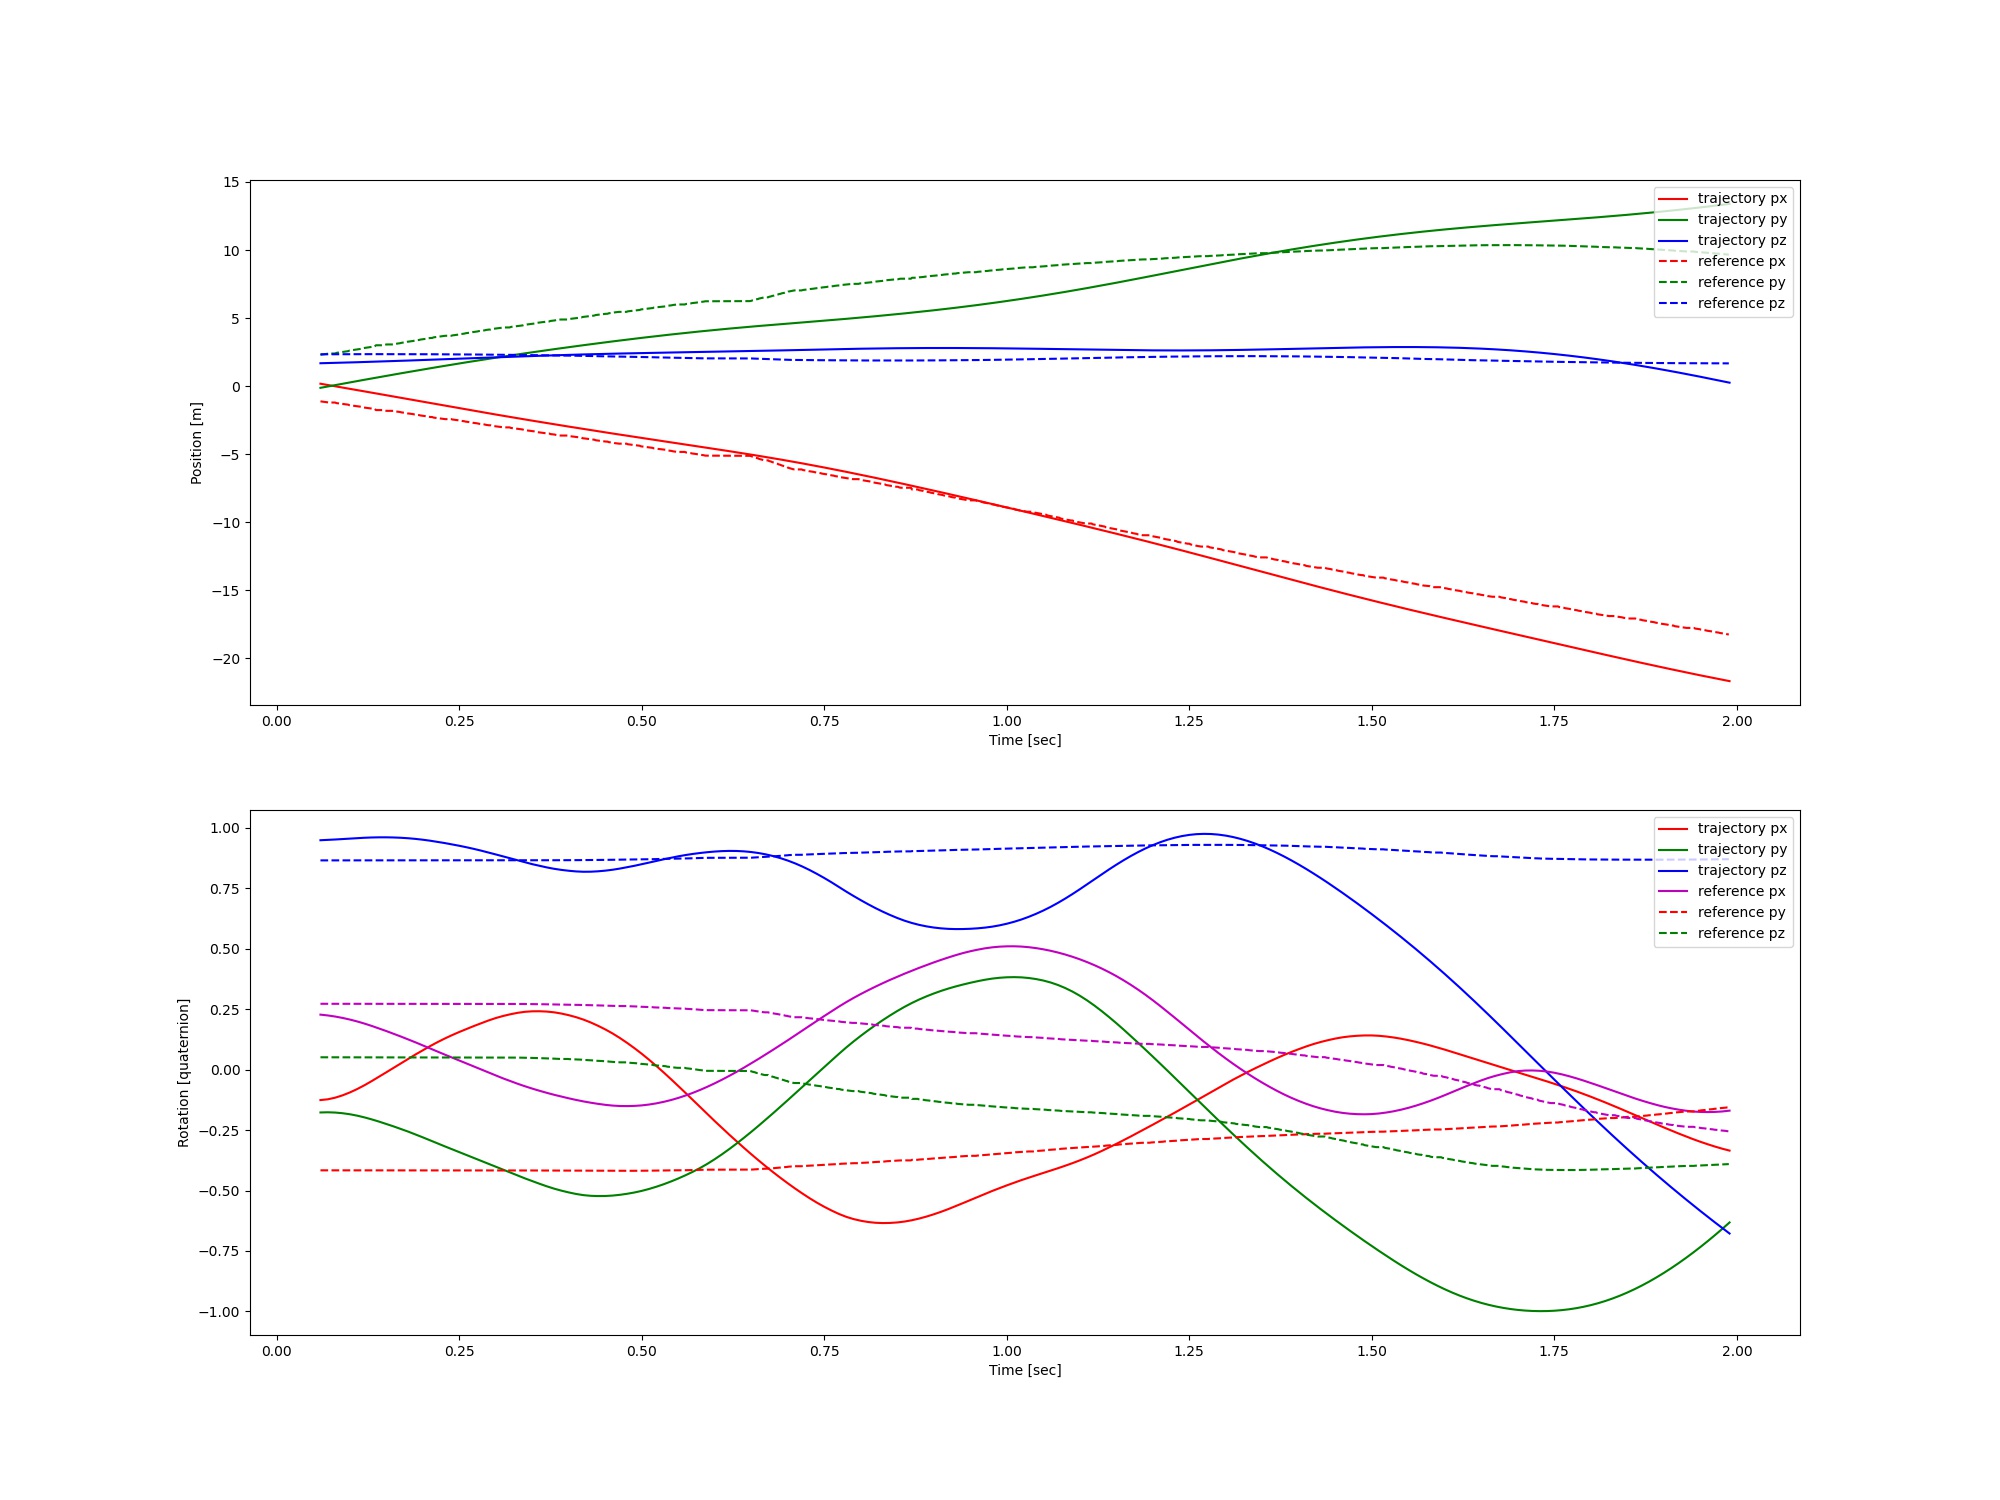 15
10
5
0
−5
−10
−15
−20
Position [m]
trajectory px
trajectory py
trajectory pz
reference px
reference py
reference pz
0.00 0.25 0.50 0.75 1.00 1.25 1.50 1.75 2.00
Time [sec]
1.00
0.75
0.50
0.25
0.00
−0.25
−0.50
−0.75
−1.00
Rotation [quaternion]
trajectory px
trajectory py
trajectory pz
reference px
reference py
reference pz
0.00 0.25 0.50 0.75 1.00 1.25 1.50 1.75 2.00
Time [sec]